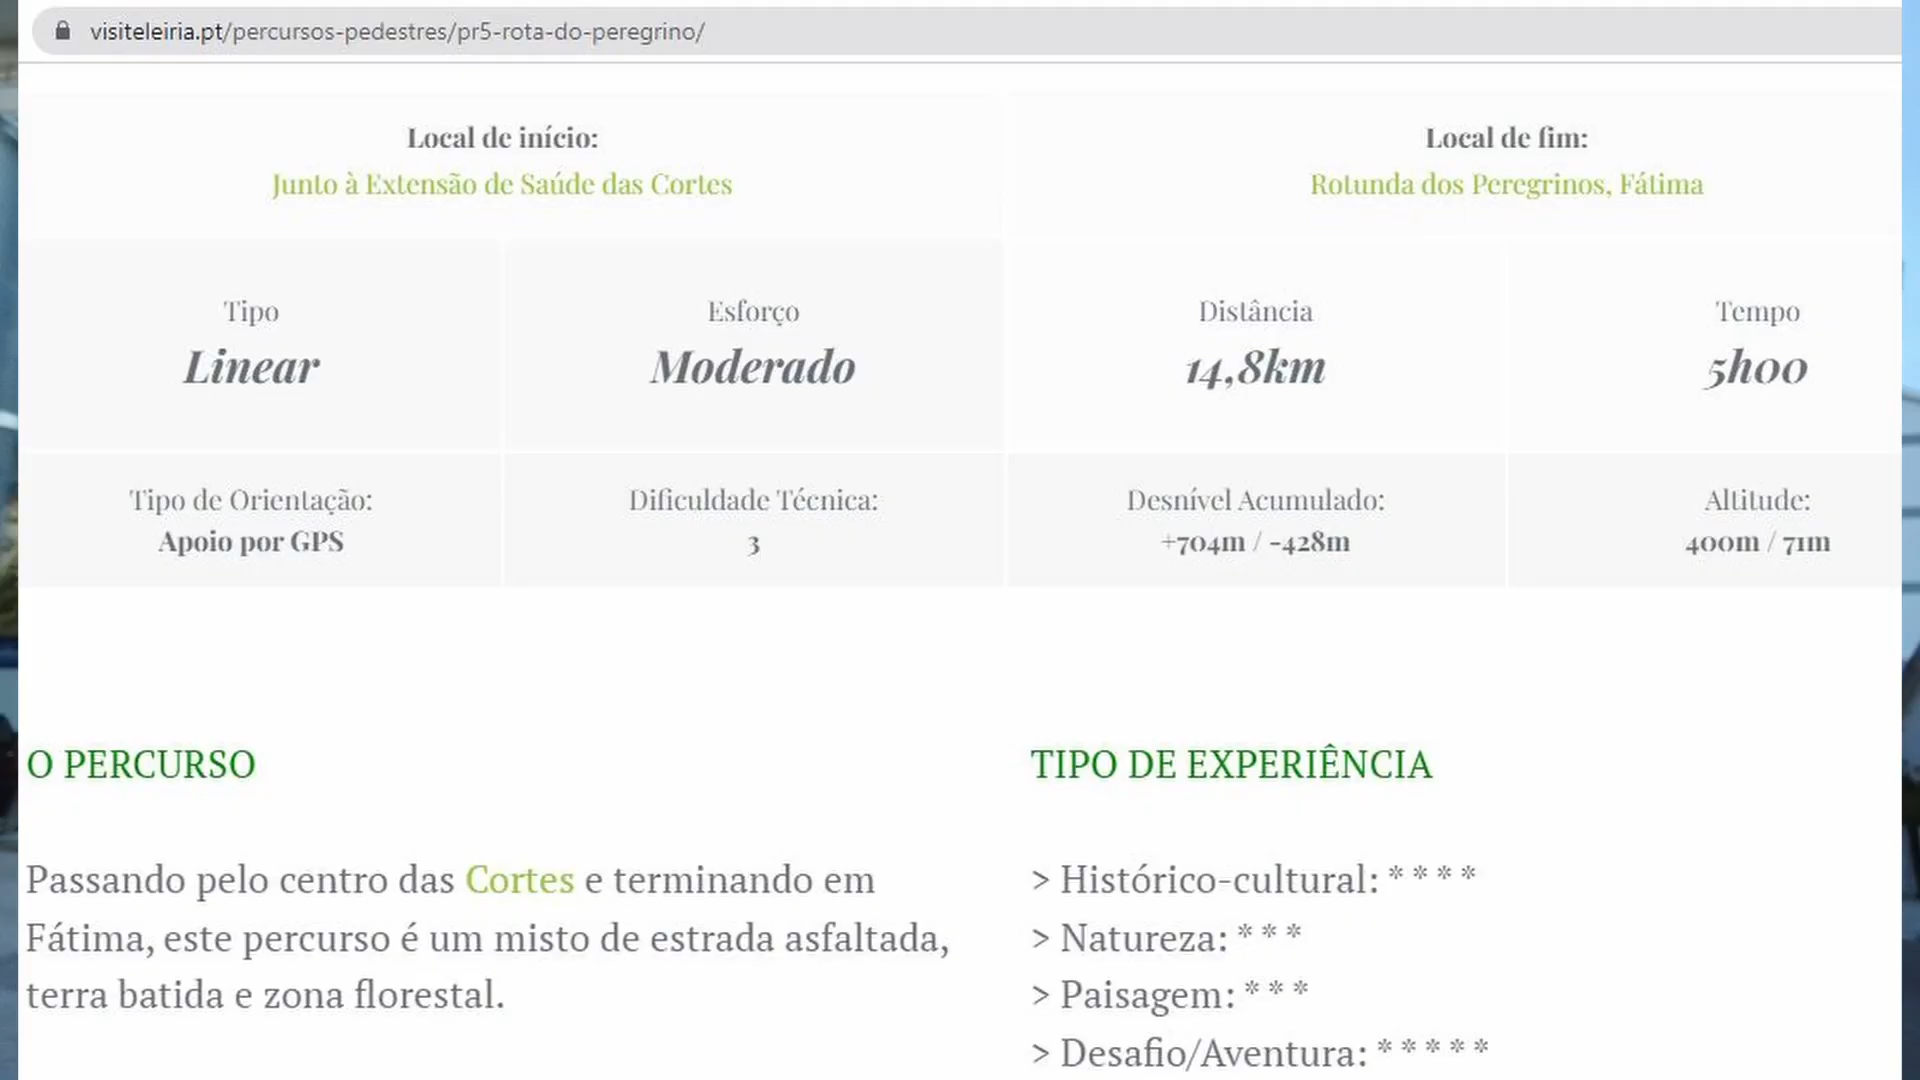 visiteleiria.pt/percursos-pedestres/pr5-rota-do-peregrino/
Local de início:
Junto à Extensão de Saúde das Cortes
Local de fim:
Rotunda dos Peregrinos, Fátima
Tipo
Linear
Esforço
Moderado
Distância
14,8km
Tempo
5h00
Tipo de Orientação:
Apoio por GPS
Dificuldade Técnica:
3
Desnível Acumulado:
+704m / -428m
Altitude:
400m / 71m
O PERCURSO
Passando pelo centro das Cortes e terminando em
Fátima, este percurso é um misto de estrada asfaltada,
terra batida e zona florestal.
TIPO DE EXPERIÊNCIA
> Histórico-cultural: * * * *
> Natureza: * * *
> Paisagem: * * *
> Desafio/Aventura: * * * * *